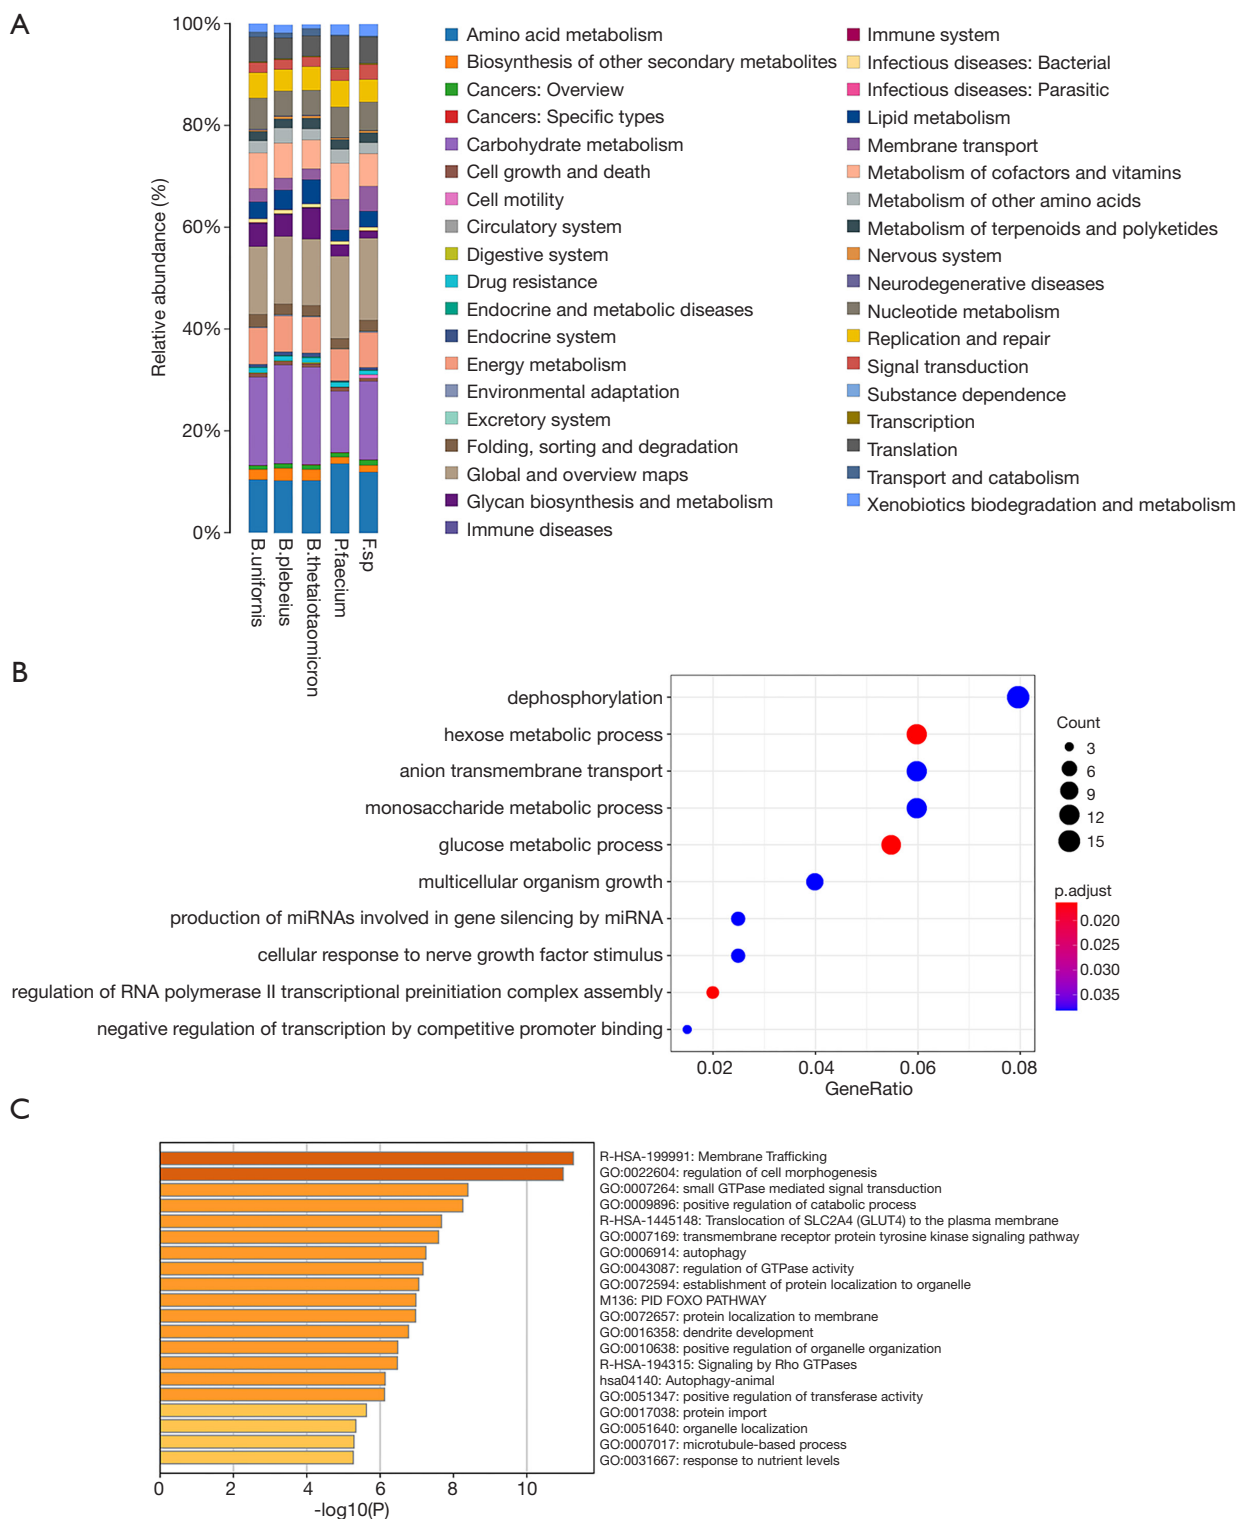 A
100%
80%
60%
40%
20%
0%
Relative abundance (%)
B.unifornis
B.plebeius
B.thetaiotaomicron
P.faecium
F.sp
Amino acid metabolism
Biosynthesis of other secondary metabolites
Cancers: Overview
Cancers: Specific types
Carbohydrate metabolism
Cell growth and death
Cell motility
Circulatory system
Digestive system
Drug resistance
Endocrine and metabolic diseases
Endocrine system
Energy metabolism
Environmental adaptation
Excretory system
Folding, sorting and degradation
Global and overview maps
Glycan biosynthesis and metabolism
Immune diseases
Immune system
Infectious diseases: Bacterial
Infectious diseases: Parasitic
Lipid metabolism
Membrane transport
Metabolism of cofactors and vitamins
Metabolism of other amino acids
Metabolism of terpenoids and polyketides
Nervous system
Neurodegenerative diseases
Nucleotide metabolism
Replication and repair
Signal transduction
Substance dependence
Transcription
Translation
Transport and catabolism
Xenobiotics biodegradation and metabolism
B
dephosphorylation
hexose metabolic process
anion transmembrane transport
monosaccharide metabolic process
glucose metabolic process
multicellular organism growth
production of miRNAs involved in gene silencing by miRNA
cellular response to nerve growth factor stimulus
regulation of RNA polymerase II transcriptional preinitiation complex assembly
negative regulation of transcription by competitive promoter binding
0.02 0.04 0.06 0.08
GeneRatio
Count
3
6
9
12
15
p.adjust
0.020
0.025
0.030
0.035
C
R-HSA-199991: Membrane Trafficking
GO:0022604: regulation of cell morphogenesis
GO:0007264: small GTPase mediated signal transduction
GO:0009896: positive regulation of catabolic process
R-HSA-1445148: Translocation of SLC2A4 (GLUT4) to the plasma membrane
GO:0007169: transmembrane receptor protein tyrosine kinase signaling pathway
GO:0006914: autophagy
GO:0043087: regulation of GTPase activity
GO:0072594: establishment of protein localization to organelle
M136: PID FOXO PATHWAY
GO:0072657: protein localization to membrane
GO:0016358: dendrite development
GO:0010638: positive regulation of organelle organization
R-HSA-194315: Signaling by Rho GTPases
hsa04140: Autophagy-animal
GO:0051347: positive regulation of transferase activity
GO:0017038: protein import
GO:0051640: organelle localization
GO:0007017: microtubule-based process
GO:0031667: response to nutrient levels
0 2 4 6 8 10
-log10(P)